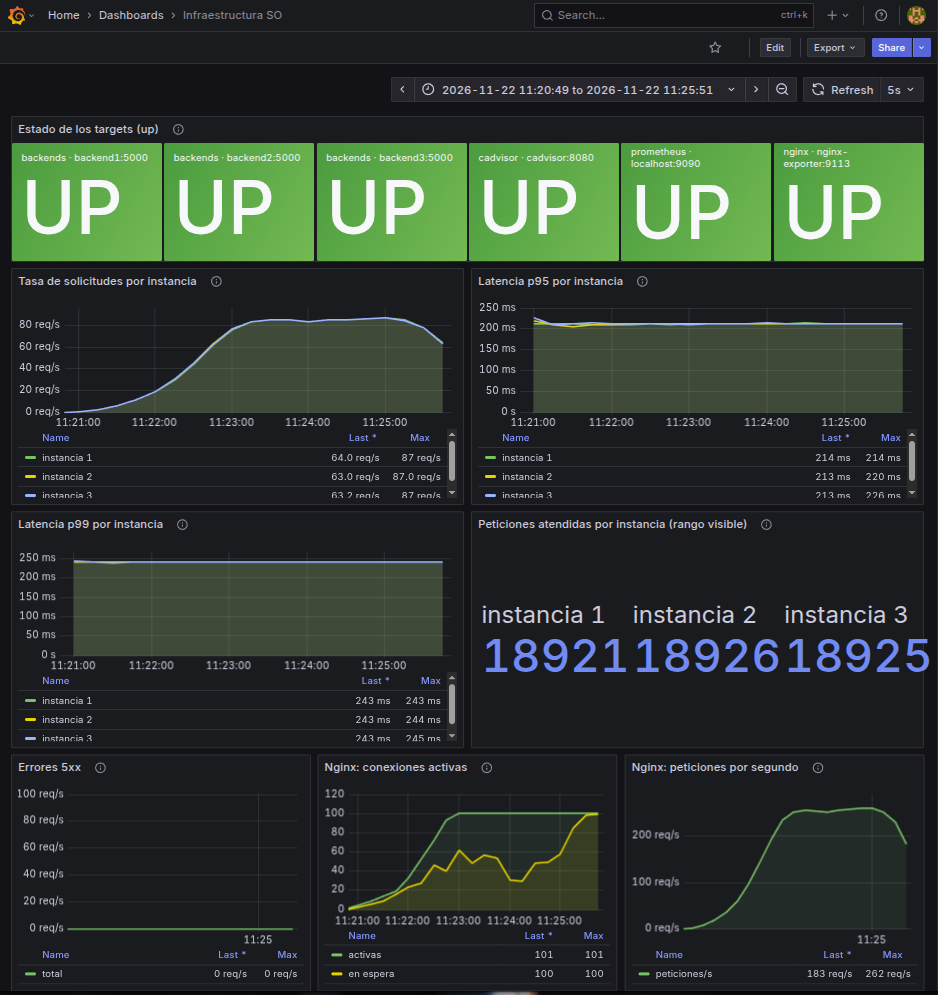 Home › Dashboards › Infraestructura SO
Search... ctrl+k
Edit Export Share
2026-11-22 11:20:49 to 2026-11-22 11:25:51 Refresh 5s
Estado de los targets (up)
backends · backend1:5000
UP
backends · backend2:5000
UP
backends · backend3:5000
UP
cadvisor · cadvisor:8080
UP
prometheus ·
localhost:9090
UP
nginx · nginx-
exporter:9113
UP
Tasa de solicitudes por instancia
80 req/s
60 req/s
40 req/s
20 req/s
0 req/s
11:21:00 11:22:00 11:23:00 11:24:00 11:25:00
Name Last * Max
instancia 1 64.0 req/s 87 req/s
instancia 2 63.0 req/s 87.0 req/s
instancia 3 63.2 req/s 87 req/s
Latencia p95 por instancia
250 ms
200 ms
150 ms
100 ms
50 ms
0 s
11:21:00 11:22:00 11:23:00 11:24:00 11:25:00
Name Last * Max
instancia 1 214 ms 214 ms
instancia 2 213 ms 220 ms
instancia 3 213 ms 226 ms
Latencia p99 por instancia
250 ms
200 ms
150 ms
100 ms
50 ms
0 s
11:21:00 11:22:00 11:23:00 11:24:00 11:25:00
Name Last * Max
instancia 1 243 ms 243 ms
instancia 2 243 ms 244 ms
instancia 3 243 ms 245 ms
Peticiones atendidas por instancia (rango visible)
instancia 1 instancia 2 instancia 3
18921 18926 18925
Errores 5xx
100 req/s
80 req/s
60 req/s
40 req/s
20 req/s
0 req/s
11:25
Name Last * Max
total 0 req/s 0 req/s
Nginx: conexiones activas
120
100
80
60
40
20
0
11:21:00 11:22:00 11:23:00 11:24:00 11:25:00
Name Last * Max
activas 101 101
en espera 100 100
Nginx: peticiones por segundo
200 req/s
100 req/s
0 req/s
11:25
Name Last * Max
peticiones/s 183 req/s 262 req/s